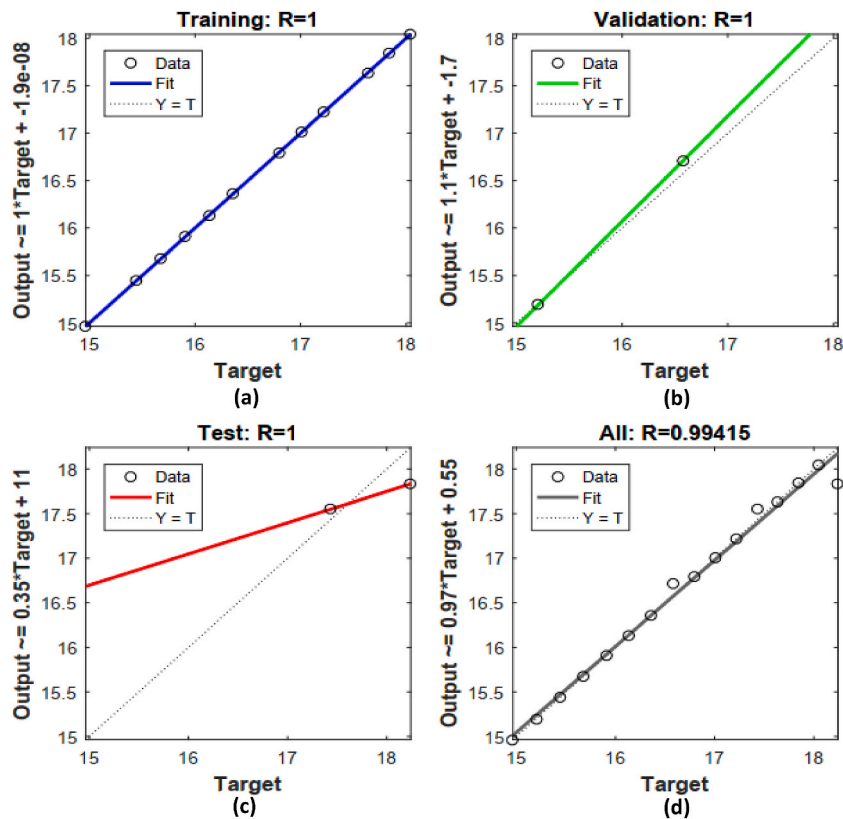 Training: R=1
Output ~= 1*Target + -1.9e-08
18
17.5
17
16.5
16
15.5
15
Data
Fit
Y = T
15 16 17 18
Target
(a)
Validation: R=1
Output ~= 1.1*Target + -1.7
18
17.5
17
16.5
16
15.5
15
Data
Fit
Y = T
15 16 17 18
Target
(b)
Test: R=1
Output ~= 0.35*Target + 11
18
17.5
17
16.5
16
15.5
15
Data
Fit
Y = T
15 16 17 18
Target
(c)
All: R=0.99415
Output ~= 0.97*Target + 0.55
18
17.5
17
16.5
16
15.5
15
Data
Fit
Y = T
15 16 17 18
Target
(d)